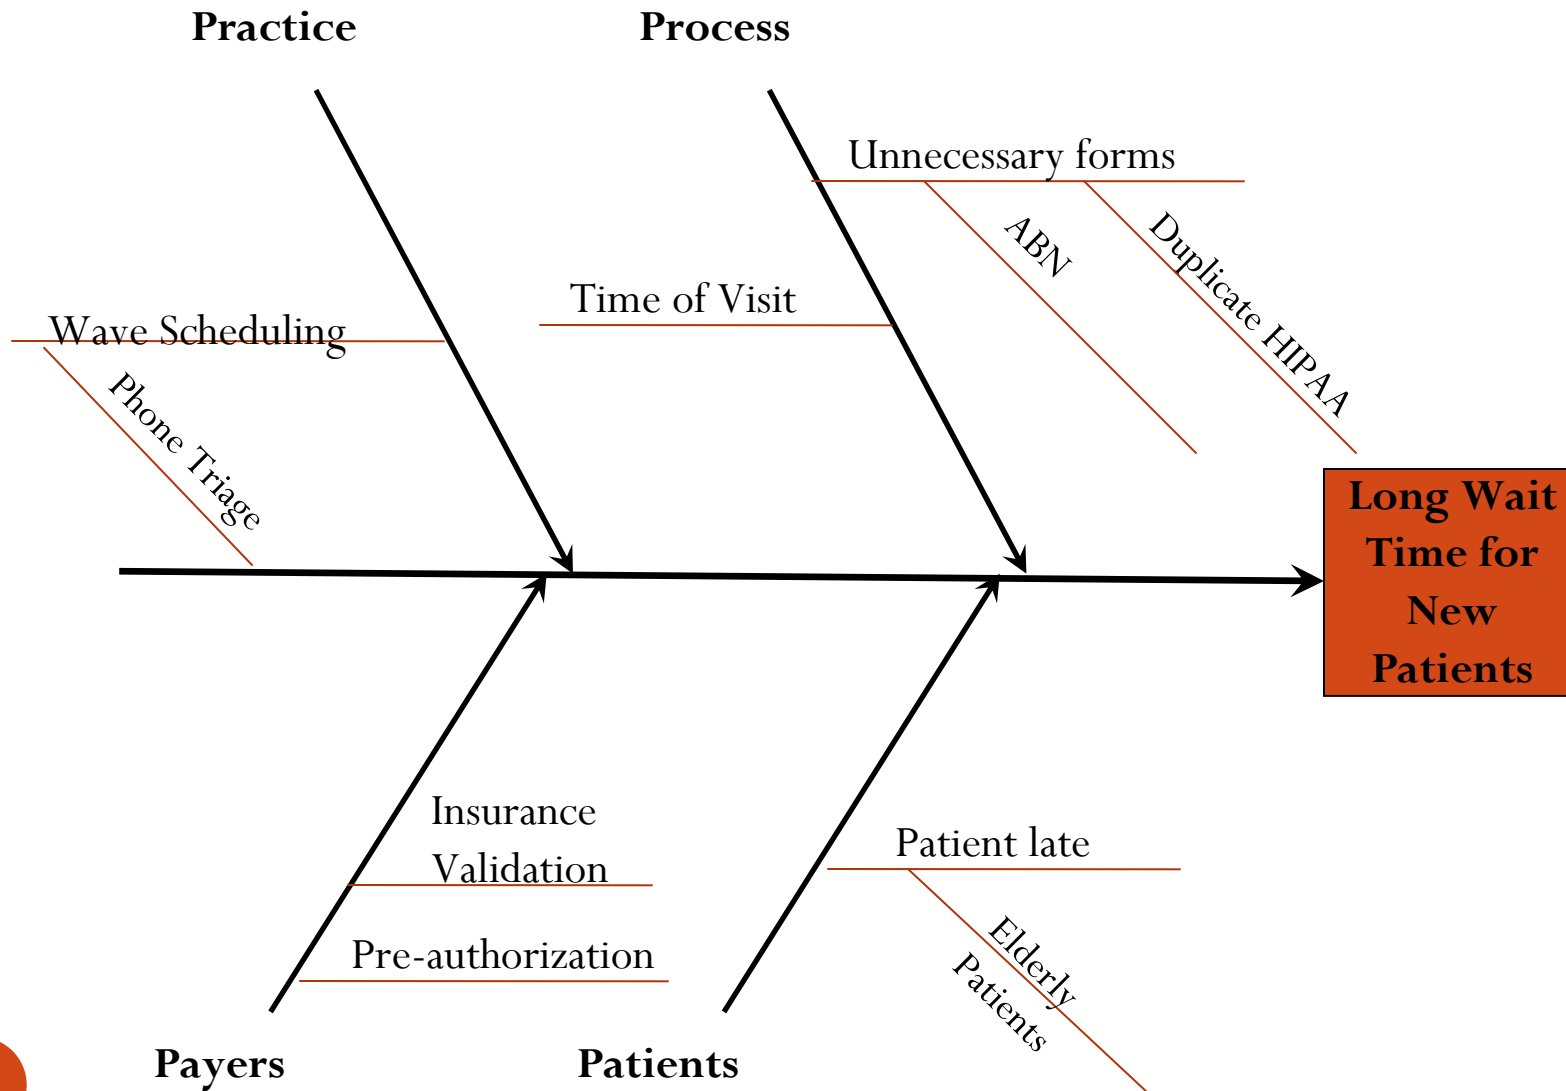 Practice
Process
Unnecessary forms
ABN
Duplicate HIPAA
Time of Visit
Wave Scheduling
Phone Triage
Long Wait
Time for
New
Patients
Insurance
Validation
Pre-authorization
Patient late
Elderly
Patients
Payers
Patients